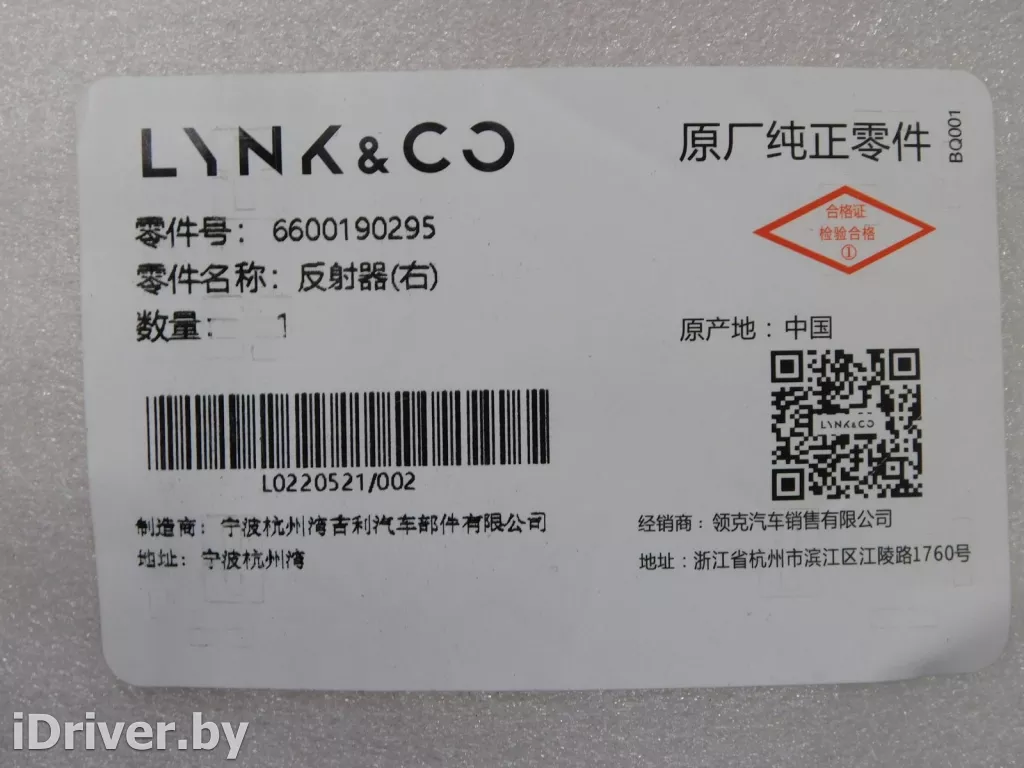 LYNK & CO
原厂纯正零件
BQ001
合格证
检验合格
①
零件号: 6600190295
零件名称: 反射器(右)
数量: 1
原产地：中国
LYNK&CO
L0220521/002
制造商: 宁波杭州湾吉利汽车部件有限公司
地址: 宁波杭州湾
经销商：领克汽车销售有限公司
地址：浙江省杭州市滨江区江陵路1760号
iDriver.by